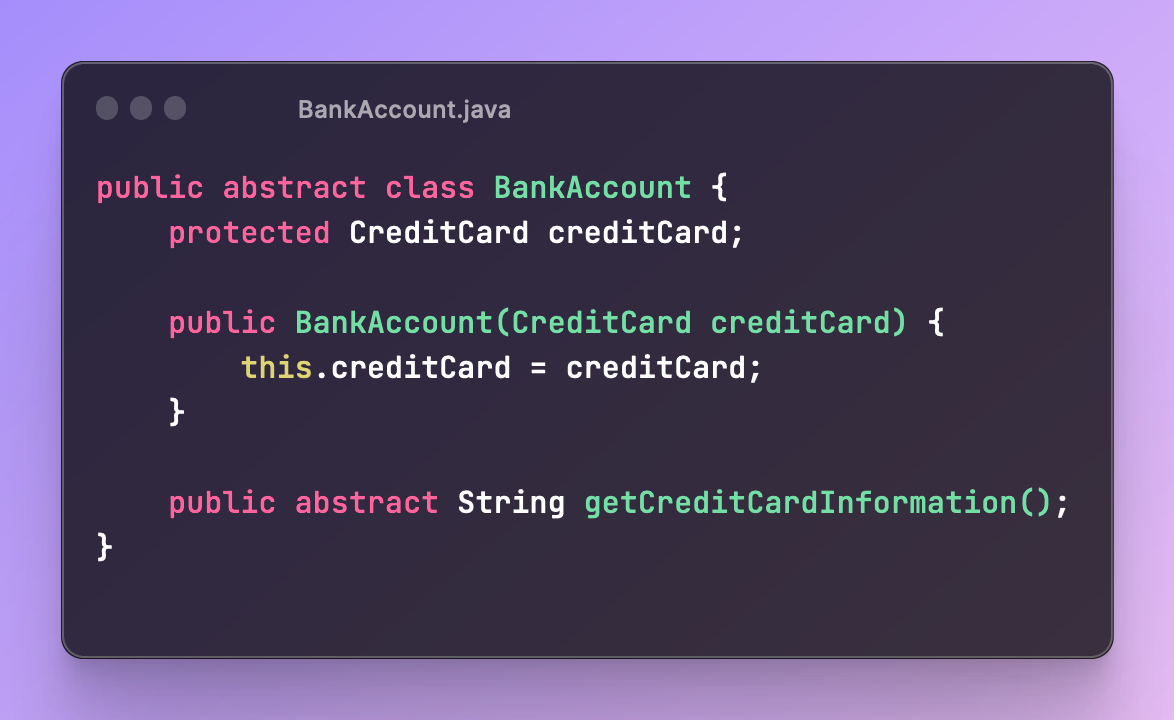 BankAccount.java
public abstract class BankAccount {
    protected CreditCard creditCard;

    public BankAccount(CreditCard creditCard) {
        this.creditCard = creditCard;
    }

    public abstract String getCreditCardInformation();
}